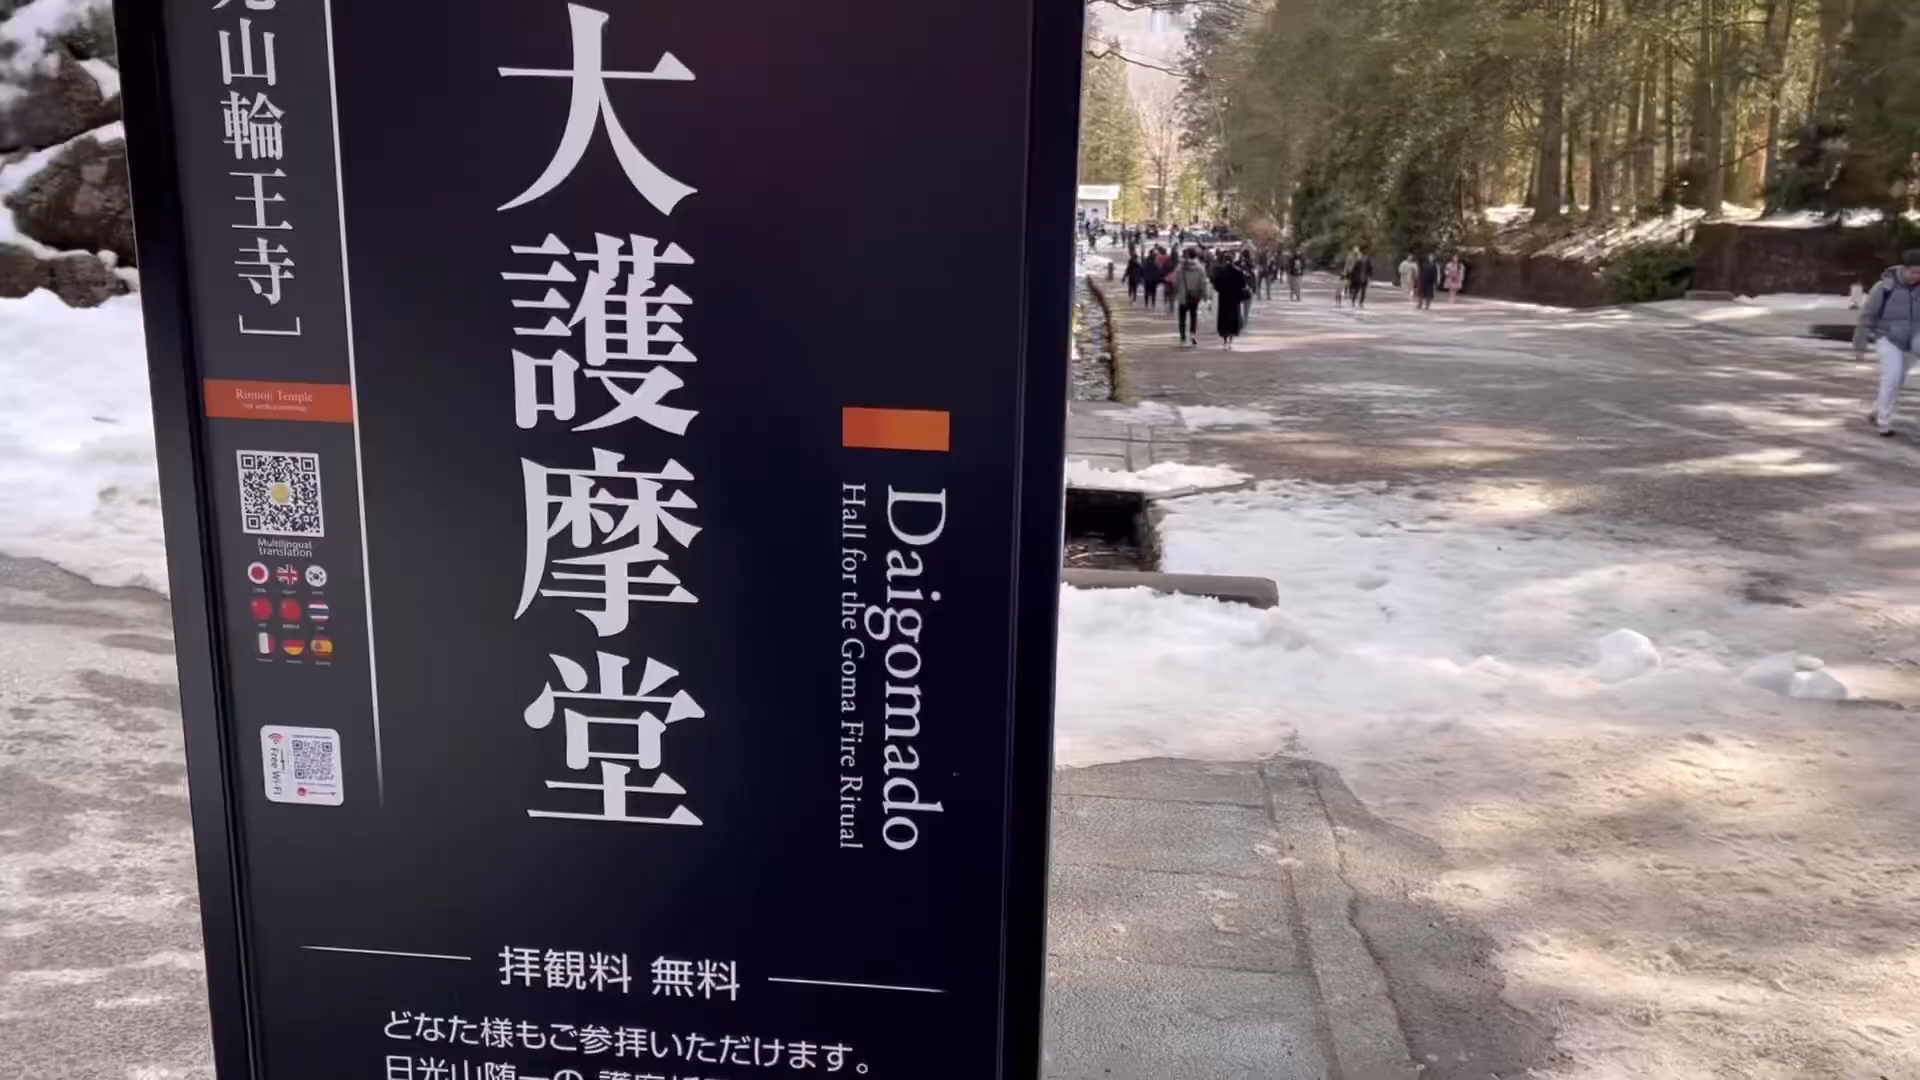 光山輪王寺］
Rinnoji Temple
Multilingual
translation
Free Wi-Fi
大護摩堂
Daigomado
Hall for the Goma Fire Ritual
拝観料 無料
どなた様もご参拝いただけます。
日光山随一の